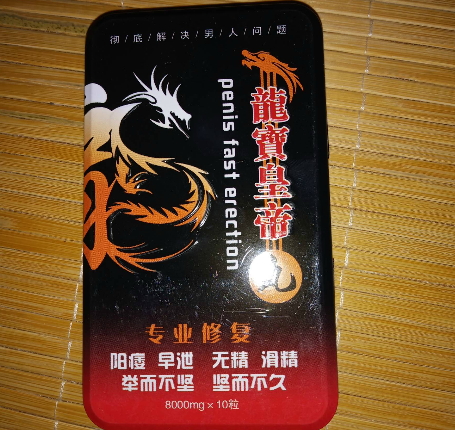 彻/底/解/决/男/人/问/题
龍寶皇帝
丸
penis fast erection
专业修复
阳痿 早泄 无精 滑精
举而不坚 坚而不久
8000mg×10粒